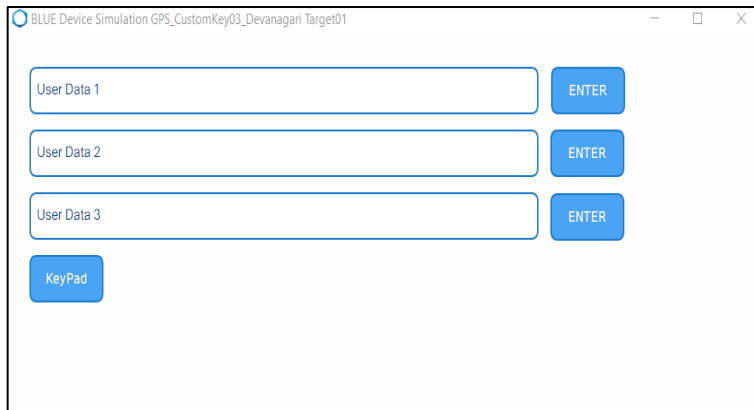 BLUE Device Simulation GPS_CustomKey03_Devanagari Target01
User Data 1 ENTER
User Data 2 ENTER
User Data 3 ENTER
KeyPad